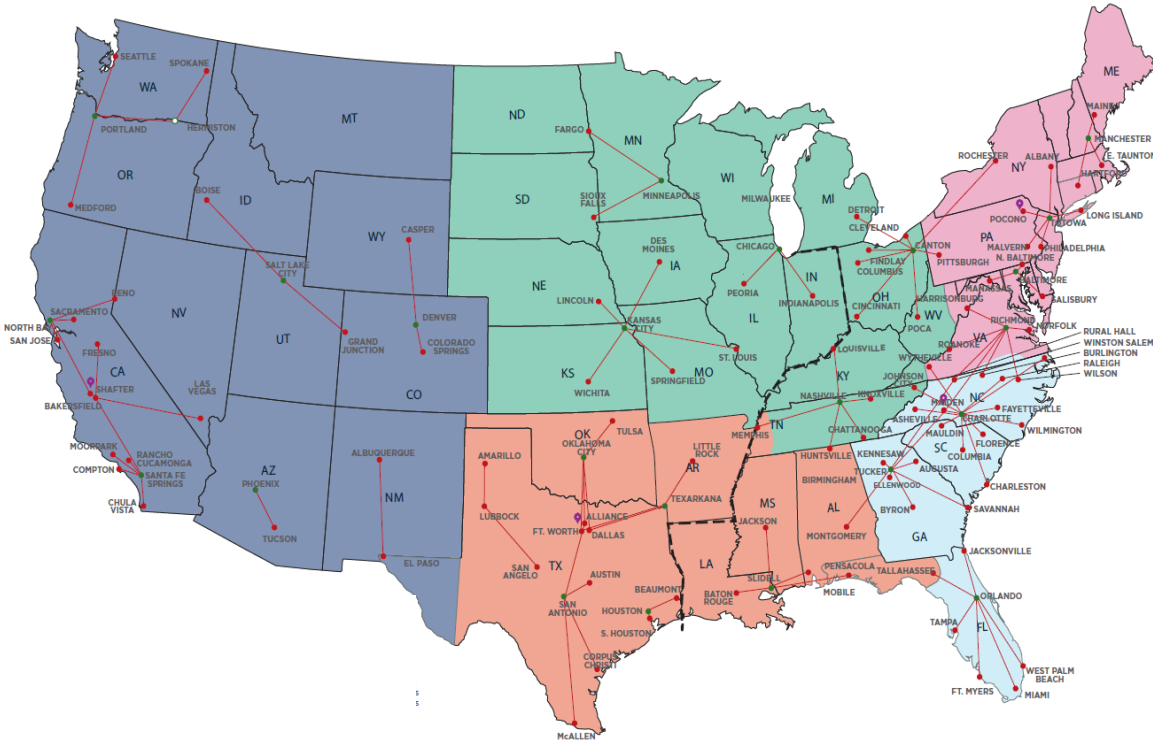 SEATTLE
SPOKANE
WA
PORTLAND
HERMISTON
OR
MEDFORD
BOISE
ID
MT
WY
CASPER
SALT LAKE
CITY
DENVER
COLORADO
SPRINGS
GRAND
JUNCTION
NV
UT
CO
RENO
SACRAMENTO
NORTH BAY
SAN JOSE
FRESNO
CA
SHAFTER
BAKERSFIELD
LAS
VEGAS
MOORPARK
RANCHO
CUCAMONGA
COMPTON
SANTA FE
SPRINGS
CHULA
VISTA
AZ
PHOENIX
TUCSON
ALBUQUERQUE
NM
EL PASO
ND
FARGO
MN
SD
SIOUX
FALLS
MINNEAPOLIS
WI
MILWAUKEE
MI
DES
MOINES
IA
NE
LINCOLN
KANSAS
CITY
KS
WICHITA
SPRINGFIELD
MO
ST. LOUIS
CHICAGO
PEORIA
IL
IN
INDIANAPOLIS
DETROIT
CLEVELAND
CANTON
FINDLAY
COLUMBUS
PITTSBURGH
OH
CINCINNATI
WV
POCA
HARRISONBURG
LOUISVILLE
KY
NASHVILLE
KNOXVILLE
JOHNSON
CITY
TN
MEMPHIS
CHATTANOOGA
HUNTSVILLE
BIRMINGHAM
ME
MAINE
MANCHESTER
E. TAUNTON
HARTFORD
ALBANY
ROCHESTER
NY
POCONO
TOTOWA
LONG ISLAND
PA
MALVERN
PHILADELPHIA
N. BALTIMORE
BALTIMORE
MANASSAS
SALISBURY
RICHMOND
NORFOLK
VA
ROANOKE
WYTHEVILLE
RURAL HALL
WINSTON SALEM
BURLINGTON
RALEIGH
WILSON
NC
MAIDEN
ASHEVILLE
CHARLOTTE
FAYETTEVILLE
WILMINGTON
MAULDIN
SC
FLORENCE
COLUMBIA
KENNESAW
TUCKER
ELLENWOOD
AUGUSTA
CHARLESTON
BYRON
SAVANNAH
GA
JACKSONVILLE
TALLAHASSEE
ORLANDO
TAMPA
FL
WEST PALM
BEACH
FT. MYERS
MIAMI
OK
TULSA
OKLAHOMA
CITY
LITTLE
ROCK
AR
TEXARKANA
AMARILLO
LUBBOCK
ALLIANCE
FT. WORTH
DALLAS
TX
SAN
ANGELO
AUSTIN
SAN
ANTONIO
BEAUMONT
HOUSTON
S. HOUSTON
CORPUS
CHRISTI
McALLEN
MS
JACKSON
AL
MONTGOMERY
LA
SLIDELL
BATON
ROUGE
PENSACOLA
MOBILE
s
s